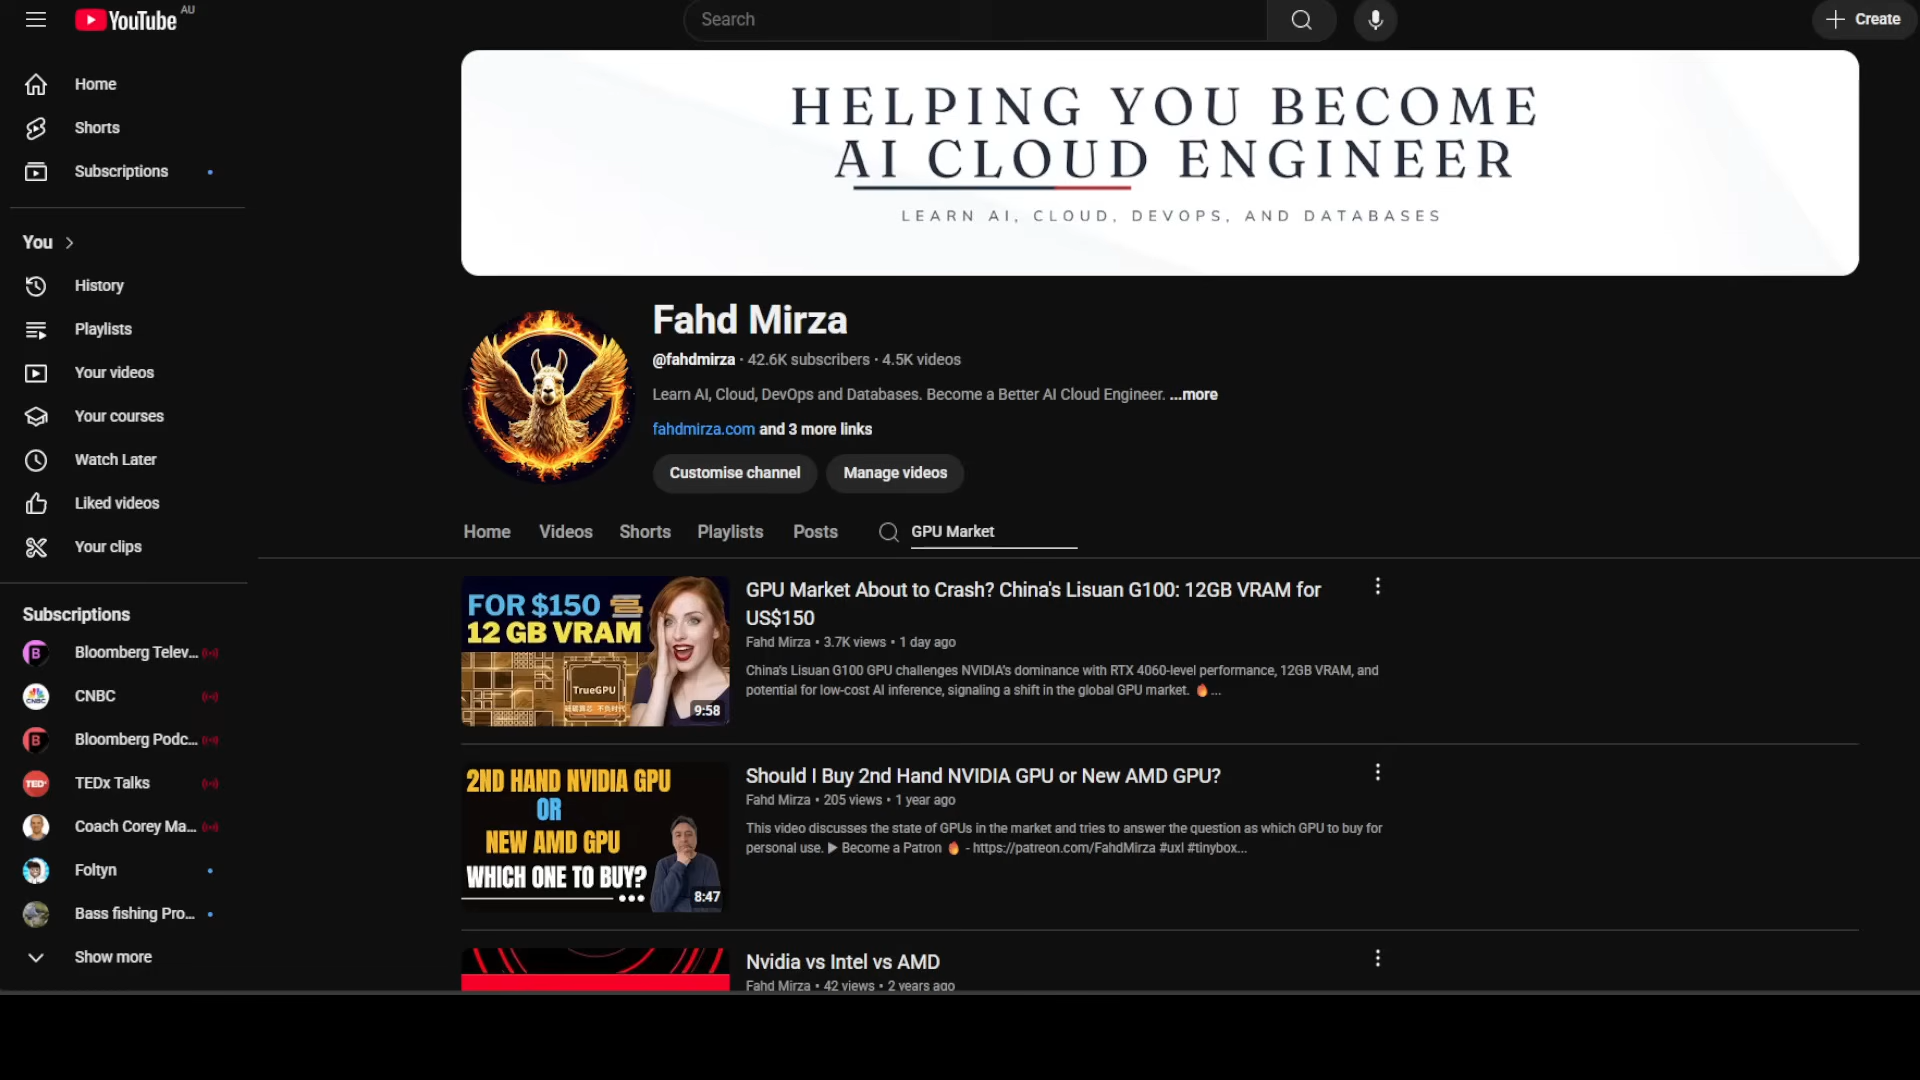 YouTube AU
Search
Create
Home
Shorts
Subscriptions
You
History
Playlists
Your videos
Your courses
Watch Later
Liked videos
Your clips
Subscriptions
Bloomberg Telev...
CNBC
Bloomberg Podc...
TEDx Talks
Coach Corey Ma...
Foltyn
Bass fishing Pro...
Show more
HELPING YOU BECOME
AI CLOUD ENGINEER
LEARN AI, CLOUD, DEVOPS, AND DATABASES
Fahd Mirza
@fahdmirza · 42.6K subscribers · 4.5K videos
Learn AI, Cloud, DevOps and Databases. Become a Better AI Cloud Engineer. ...more
fahdmirza.com and 3 more links
Customise channel
Manage videos
Home Videos Shorts Playlists Posts GPU Market
FOR $150
12 GB VRAM
TrueGPU
9:58
GPU Market About to Crash? China's Lisuan G100: 12GB VRAM for
US$150
Fahd Mirza • 3.7K views • 1 day ago
China's Lisuan G100 GPU challenges NVIDIA's dominance with RTX 4060-level performance, 12GB VRAM, and
potential for low-cost AI inference, signaling a shift in the global GPU market. 🔥...
2ND HAND NVIDIA GPU
OR
NEW AMD GPU
WHICH ONE TO BUY?
8:47
Should I Buy 2nd Hand NVIDIA GPU or New AMD GPU?
Fahd Mirza • 205 views • 1 year ago
This video discusses the state of GPUs in the market and tries to answer the question as which GPU to buy for
personal use. ▶ Become a Patron 🔥 - https://patreon.com/FahdMirza #uxl #tinybox...
Nvidia vs Intel vs AMD
Fahd Mirza • 42 views • 2 years ago